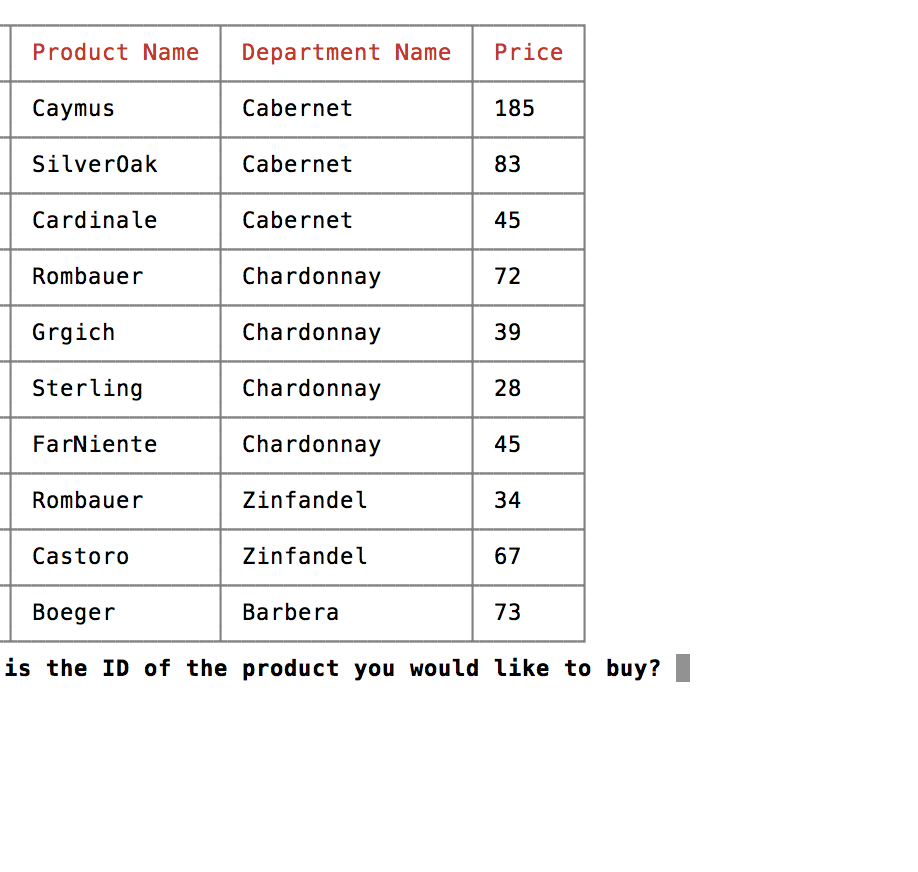 Product Name Department Name Price
Caymus Cabernet 185
SilverOak Cabernet 83
Cardinale Cabernet 45
Rombauer Chardonnay 72
Grgich Chardonnay 39
Sterling Chardonnay 28
FarNiente Chardonnay 45
Rombauer Zinfandel 34
Castoro Zinfandel 67
Boeger Barbera 73
is the ID of the product you would like to buy?